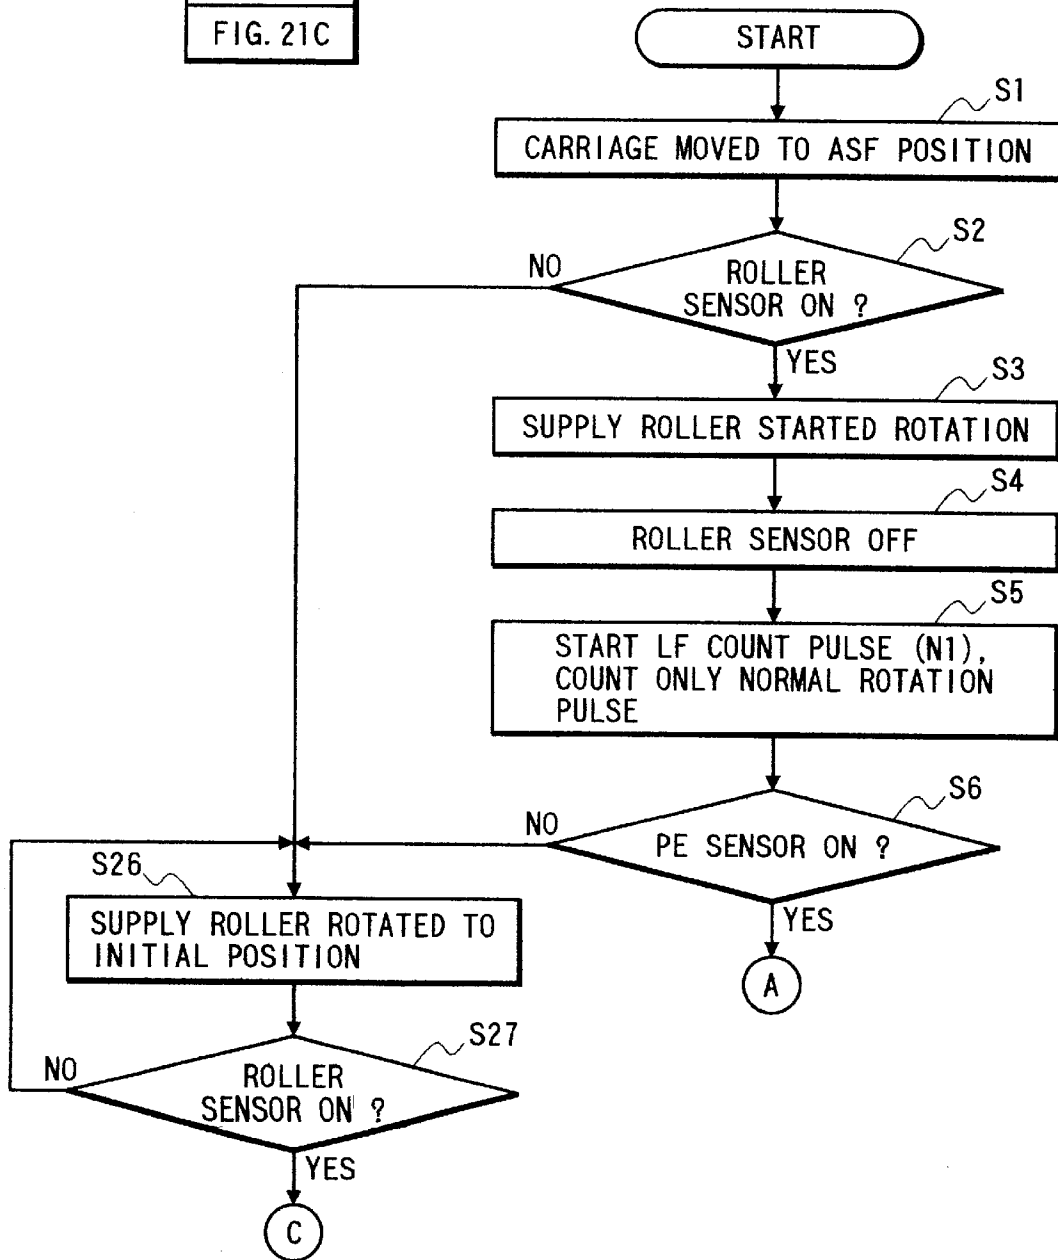 FIG. 21C
START
S1
CARRIAGE MOVED TO ASF POSITION
S2
NO
ROLLER
SENSOR ON ?
YES
S3
SUPPLY ROLLER STARTED ROTATION
S4
ROLLER SENSOR OFF
S5
START LF COUNT PULSE (N1),
COUNT ONLY NORMAL ROTATION
PULSE
S6
NO
PE SENSOR ON ?
YES
A
S26
SUPPLY ROLLER ROTATED TO
INITIAL POSITION
S27
NO
ROLLER
SENSOR ON ?
YES
C